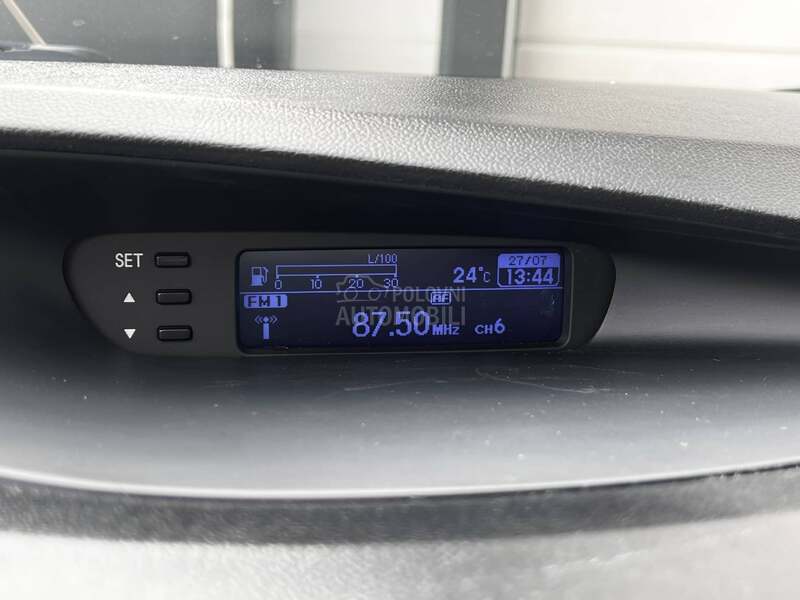 SET
▲
▼
L/100
0 10 20 30
24°C
27/07
13:44
FM1
AF
87.50MHz CH6
POLOVNI
AUTOMOBILI